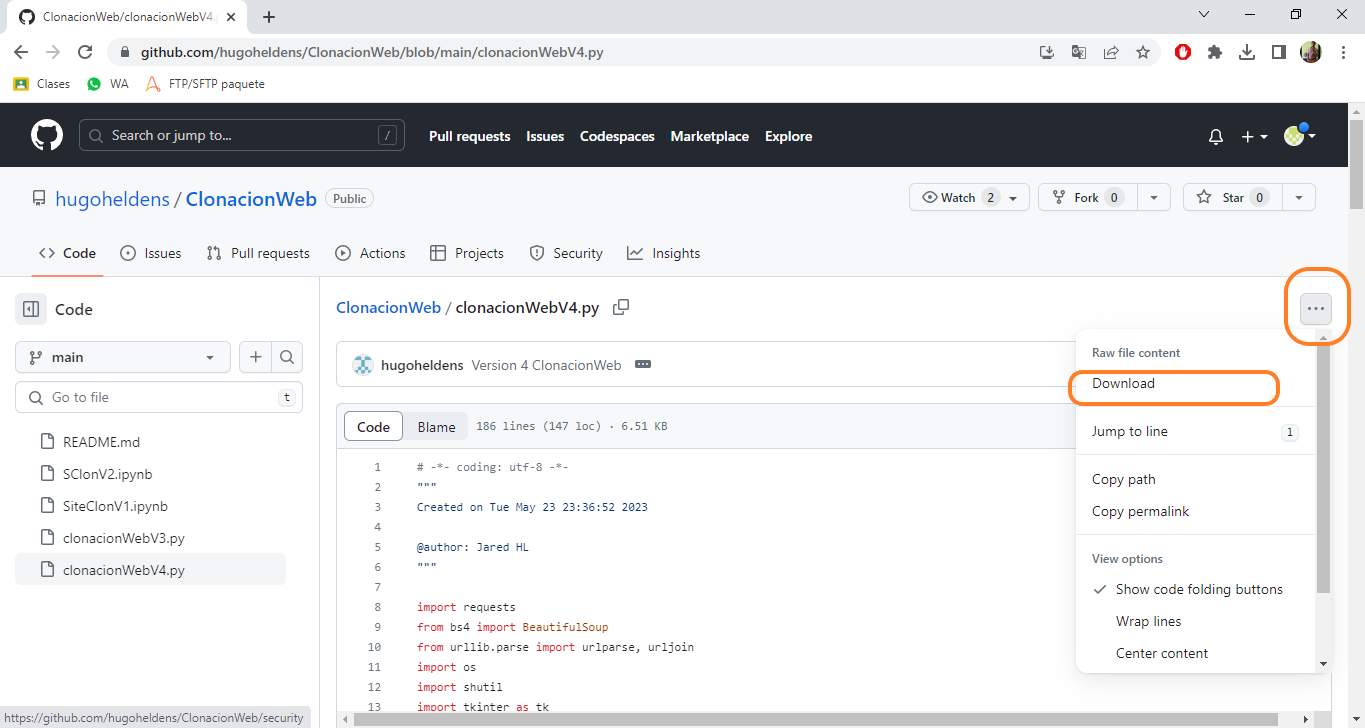 ClonacionWeb/clonacionWebV4.
github.com/hugoheldens/ClonacionWeb/blob/main/clonacionWebV4.py
Clases WA FTP/SFTP paquete
Search or jump to... / Pull requests Issues Codespaces Marketplace Explore
hugoheldens / ClonacionWeb Public Watch 2 Fork 0 Star 0
Code Issues Pull requests Actions Projects Security Insights
Code
main
Go to file t
README.md
SClonV2.ipynb
SiteClonV1.ipynb
clonacionWebV3.py
clonacionWebV4.py
ClonacionWeb / clonacionWebV4.py
hugoheldens Version 4 ClonacionWeb
Code Blame 186 lines (147 loc) · 6.51 KB
1 # -*- coding: utf-8 -*-
2 """
3 Created on Tue May 23 23:36:52 2023
4
5 @author: Jared HL
6 """
7
8 import requests
9 from bs4 import BeautifulSoup
10 from urllib.parse import urlparse, urljoin
11 import os
12 import shutil
13 import tkinter as tk
Raw file content
Download
Jump to line 1
Copy path
Copy permalink
View options
Show code folding buttons
Wrap lines
Center content
https://github.com/hugoheldens/ClonacionWeb/security